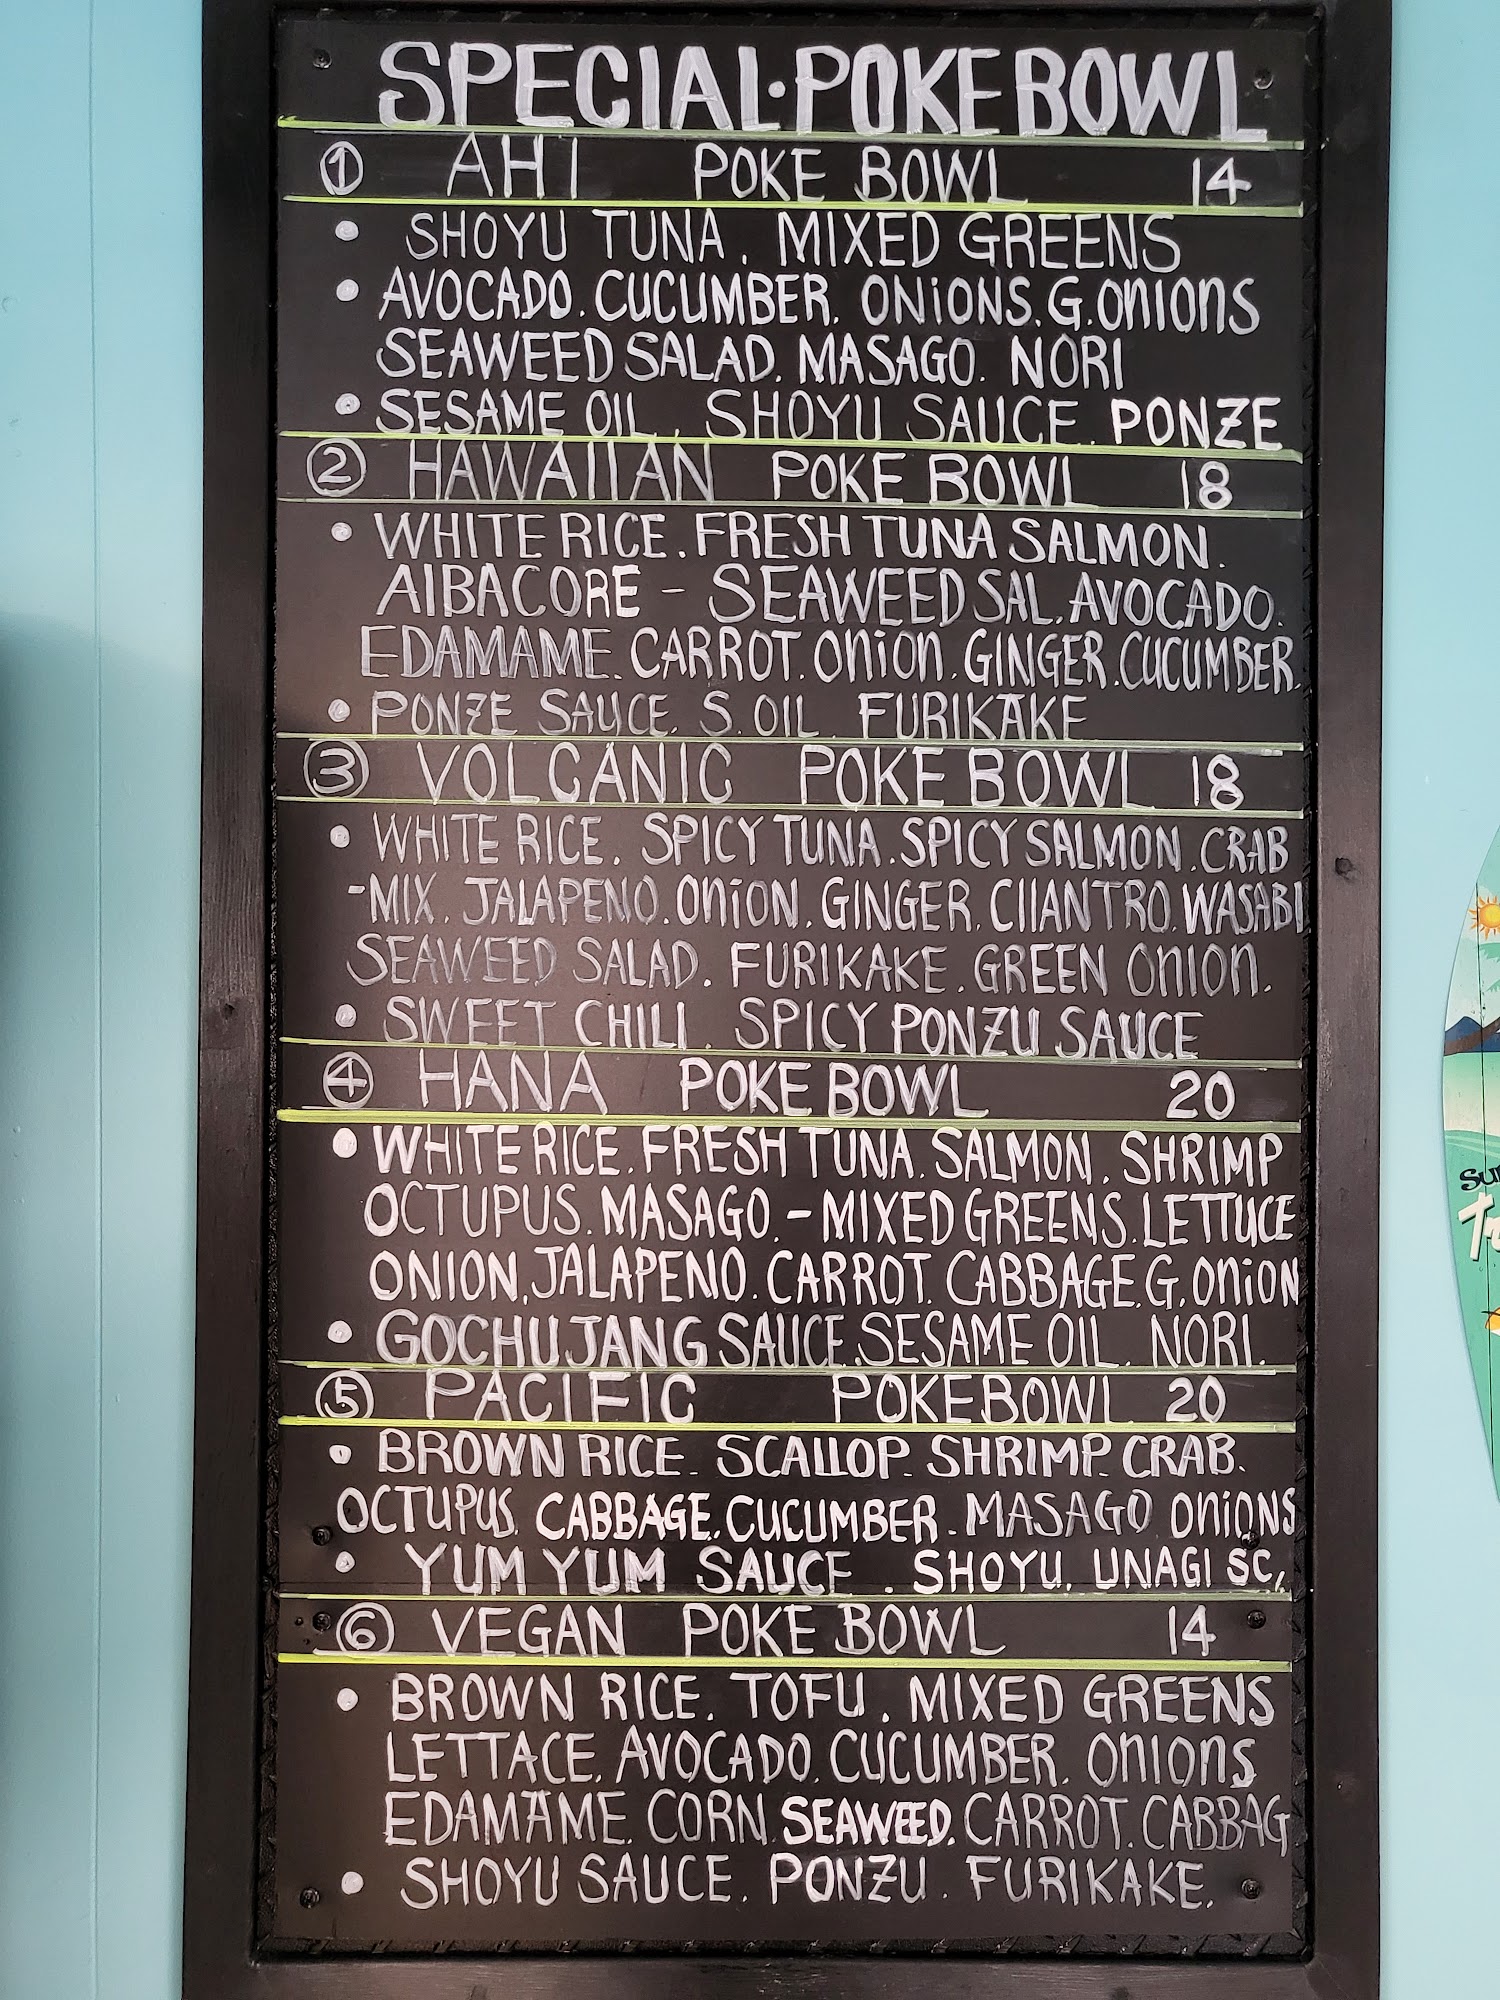 SPECIAL·POKE BOWL
① AHI POKE BOWL 14
• SHOYU TUNA. MIXED GREENS
• AVOCADO. CUCUMBER. ONiONS. G. onions
SEAWEED SALAD. MASAGO. NORI
• SESAME OIL. SHOYU SAUCE. PONZE
② HAWAIIAN POKE BOWL 18
• WHITE RICE. FRESH TUNA SALMON.
AlBACORE - SEAWEED SAL. AVOCADO.
EDAMAME. CARROT. Onion. GINGER. CUCUMBER.
• PONZE SAUCE. S. OIL. FURIKAKE
③ VOLCANIC POKE BOWL 18
• WHITE RICE. SPICY TUNA. SPICY SALMON. CRAB
-MIX. JALAPENO. Onion. GINGER. CIlANTRO. WASABI
SEAWEED SALAD. FURIKAKE. GREEN Onion.
• SWEET CHILI. SPICY PONZU SAUCE
④ HANA POKE BOWL 20
• WHITE RICE. FRESH TUNA. SALMON. SHRIMP
OCTUPUS. MASAGO. - MIXED GREENS. LETTUCE
ONION. JALAPENO. CARROT. CABBAGE. G. ONiON
• GOCHUJANG SAUCE. SESAME OIL. NORI.
⑤ PACIFIC POKE BOWL 20
• BROWN RICE. SCALLOP. SHRIMP. CRAB.
OCTUPUS. CABBAGE. CUCUMBER. MASAGO ONiONS
• YUM YUM SAUCE. SHOYU. UNAGI SC,
⑥ VEGAN POKE BOWL 14
• BROWN RICE. TOFU. MIXED GREENS
LETTACE. AVOCADO. CUCUMBER. Onions
EDAMAME. CORN. SEAWEED. CARROT. CABBAG
• SHOYU SAUCE. PONZU. FURIKAKE.